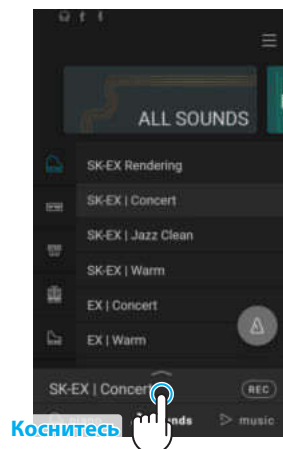 ALL SOUNDS
SK-EX Rendering
SK-EX | Concert
SK-EX | Jazz Clean
SK-EX | Warm
EX | Concert
EX | Warm
SK-EX | Concert
REC
Коснитесь
music